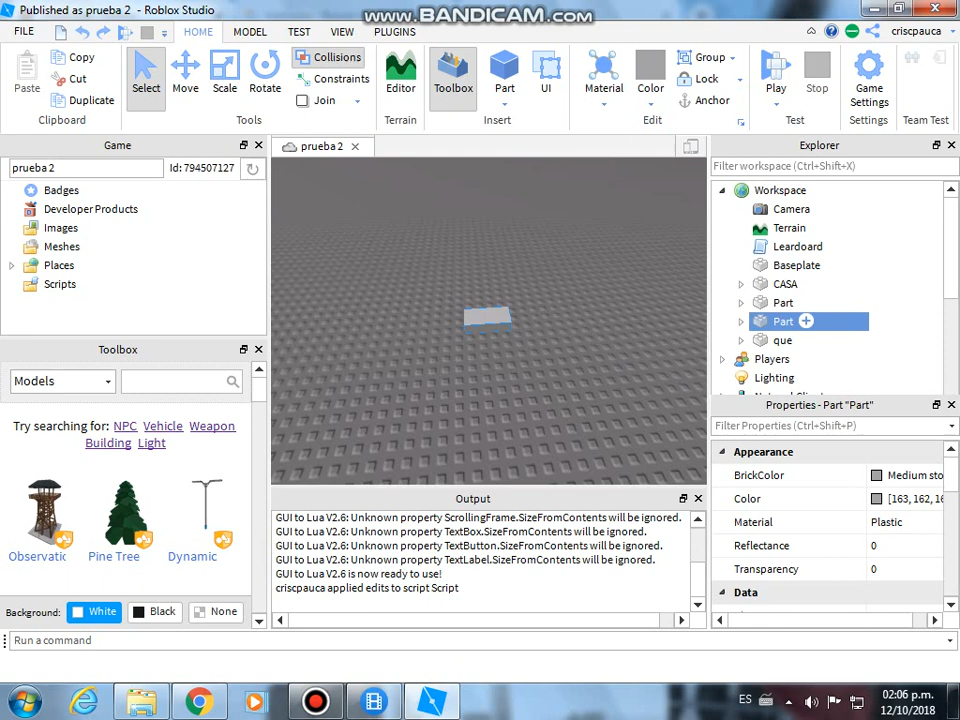 Published as prueba 2 - Roblox Studio
www.BANDICAM.com
FILE HOME MODEL TEST VIEW PLUGINS
criscpauca
Paste
Copy
Cut
Duplicate
Clipboard
Select
Move
Scale
Rotate
Collisions
Constraints
Join
Tools
Editor
Terrain
Toolbox
Part
UI
Insert
Material
Color
Group
Lock
Anchor
Edit
Play
Stop
Test
Game
Settings
Settings
Team Test
Game
prueba 2
Id: 794507127
Badges
Developer Products
Images
Meshes
Places
Scripts
Toolbox
Models
Try searching for: NPC Vehicle Weapon
Building Light
Observatic
Pine Tree
Dynamic
Background: White Black None
prueba 2
Output
GUI to Lua V2.6: Unknown property ScrollingFrame.SizeFromContents will be ignored.
GUI to Lua V2.6: Unknown property TextBox.SizeFromContents will be ignored.
GUI to Lua V2.6: Unknown property TextButton.SizeFromContents will be ignored.
GUI to Lua V2.6: Unknown property TextLabel.SizeFromContents will be ignored.
GUI to Lua V2.6 is now ready to use!
criscpauca applied edits to script Script
Explorer
Filter workspace (Ctrl+Shift+X)
Workspace
Camera
Terrain
Leardoard
Baseplate
CASA
Part
Part
que
Players
Lighting
Properties - Part "Part"
Filter Properties (Ctrl+Shift+P)
Appearance
BrickColor Medium sto
Color [163, 162, 16
Material Plastic
Reflectance 0
Transparency 0
Data
Run a command
ES
02:06 p.m.
12/10/2018